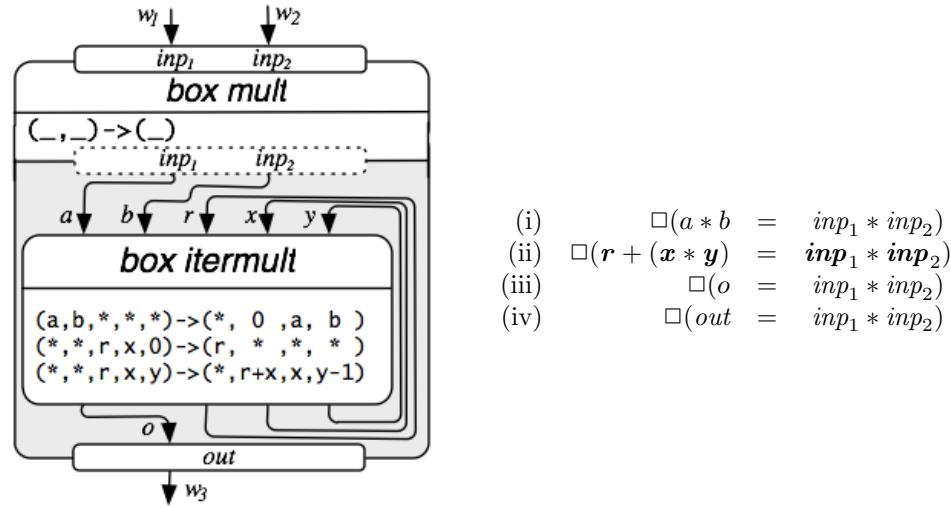 w₁ w₂
inp₁ inp₂
box mult
(_,_)->(_)
inp₁ inp₂
a b r x y
box itermult
(a,b,*,*,*)->(*, 0 ,a, b )
(*,*,r,x,0)->(r, * ,*, * )
(*,*,r,x,y)->(*,r+x,x,y-1)
o
out
w₃
(i) □(a * b = inp₁ * inp₂)
(ii) □(r + (x * y) = inp₁ * inp₂)
(iii) □(o = inp₁ * inp₂)
(iv) □(out = inp₁ * inp₂)